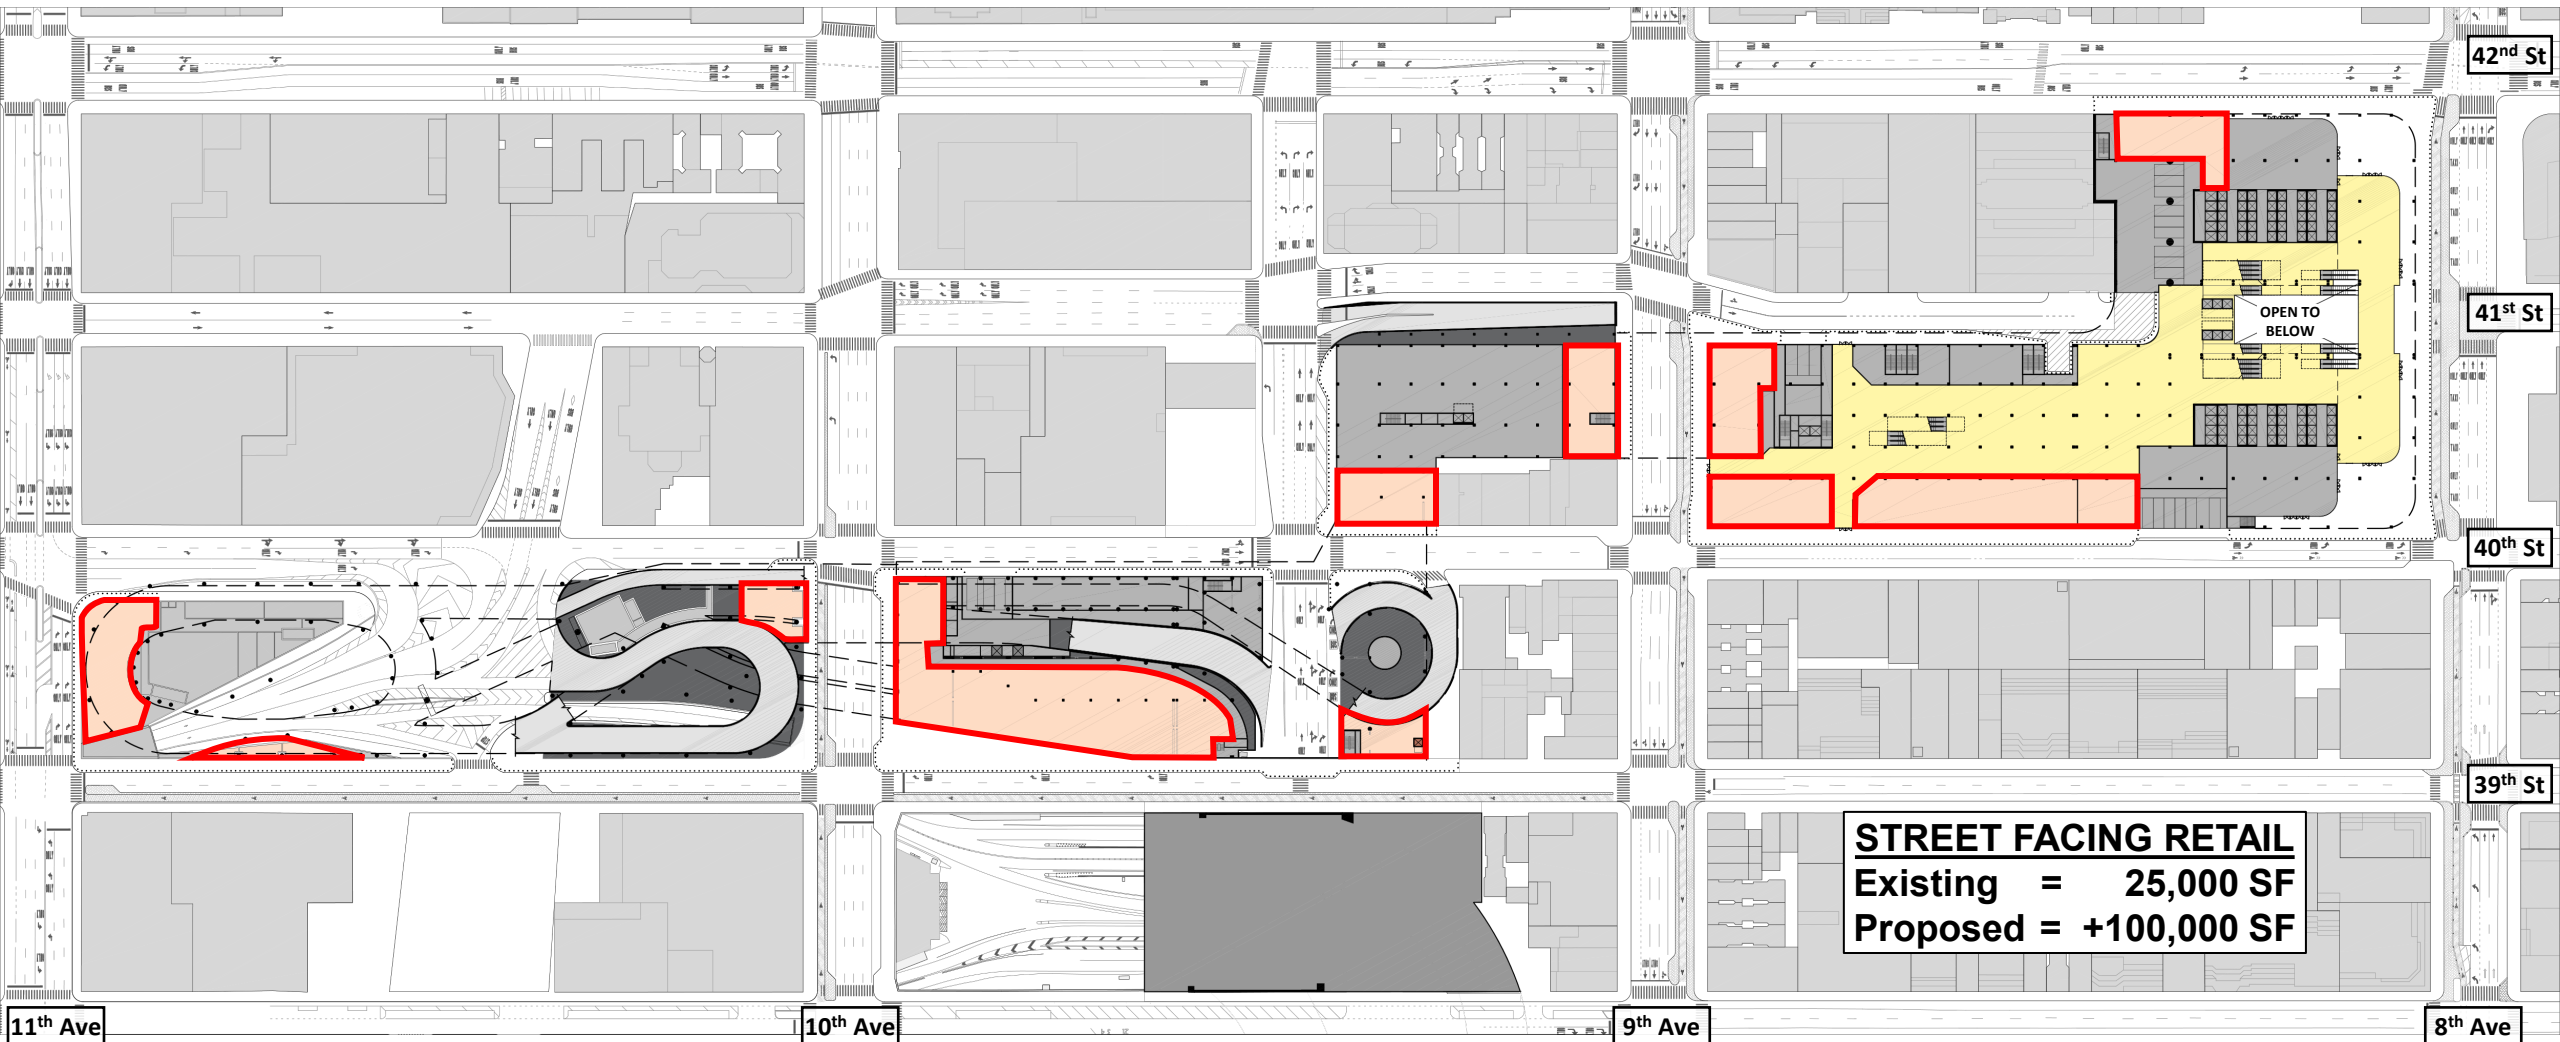 42nd St
OPEN TO
BELOW
41st St
40th St
39th St
STREET FACING RETAIL
Existing = 25,000 SF
Proposed = +100,000 SF
11th Ave
10th Ave
9th Ave
8th Ave